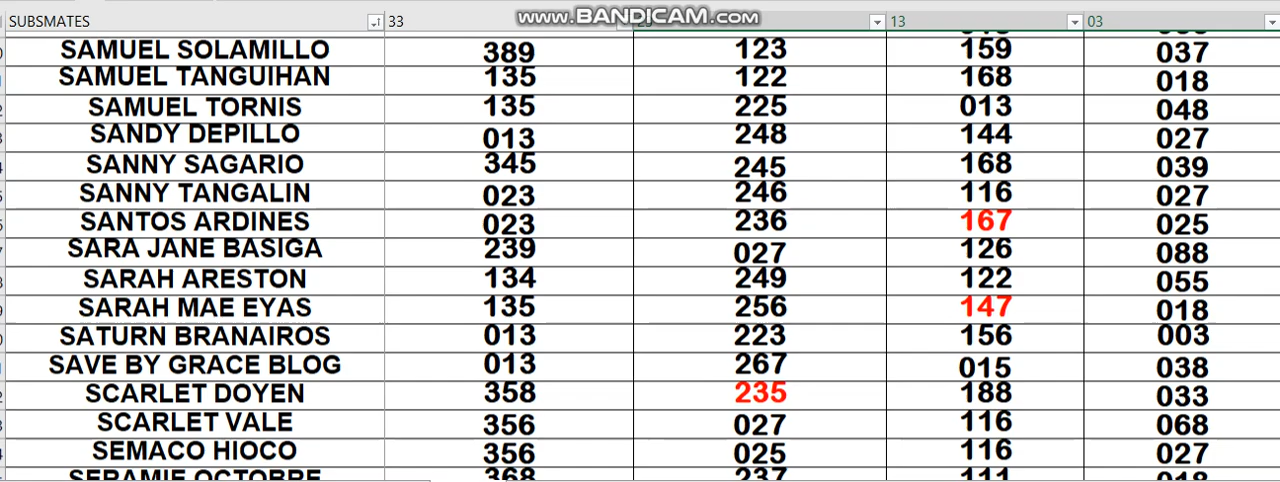 SUBSMATES 33 23 13 03
www.BANDICAM.com
SAMUEL SOLAMILLO 389 123 159 037
SAMUEL TANGUIHAN 135 122 168 018
SAMUEL TORNIS 135 225 013 048
SANDY DEPILLO 013 248 144 027
SANNY SAGARIO 345 245 168 039
SANNY TANGALIN 023 246 116 027
SANTOS ARDINES 023 236 167 025
SARA JANE BASIGA 239 027 126 088
SARAH ARESTON 134 249 122 055
SARAH MAE EYAS 135 256 147 018
SATURN BRANAIROS 013 223 156 003
SAVE BY GRACE BLOG 013 267 015 038
SCARLET DOYEN 358 235 188 033
SCARLET VALE 356 027 116 068
SEMACO HIOCO 356 025 116 027
SERAMIE OCTOBRE 368 237 111 018